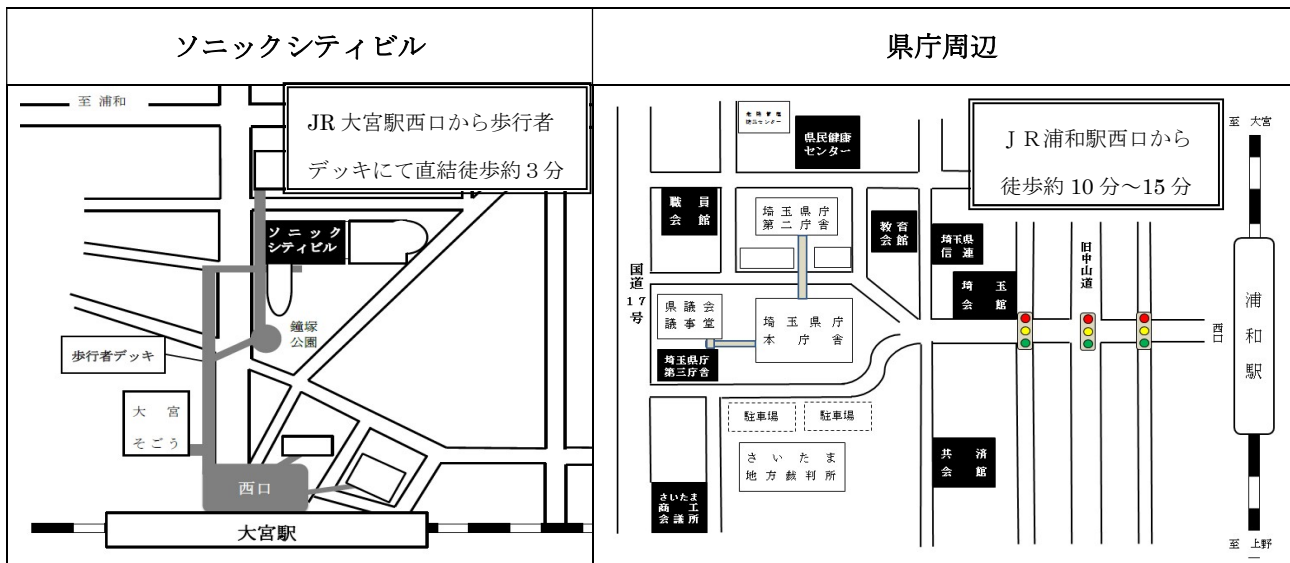 ソニックシティビル
県庁周辺
至 浦和
JR 大宮駅西口から歩行者
デッキにて直結徒歩約 3 分
ソニック
シティビル
鐘塚
公園
歩行者デッキ
大 宮
そごう
西口
大宮駅
県民健康
センター
ＪＲ浦和駅西口から
徒歩約 10 分～15 分
至 大宮
職 員
会 館
埼玉県庁
第二庁舎
教育
会館
埼玉県
信連
旧中山道
国道17号
埼 玉
会 館
県議会
議事堂
埼玉県庁
本庁舎
西口
浦和駅
埼玉県庁
第三庁舎
駐車場
駐車場
さいたま
地方裁判所
共 済
会 館
さいたま
商 工
会議所
至 上野